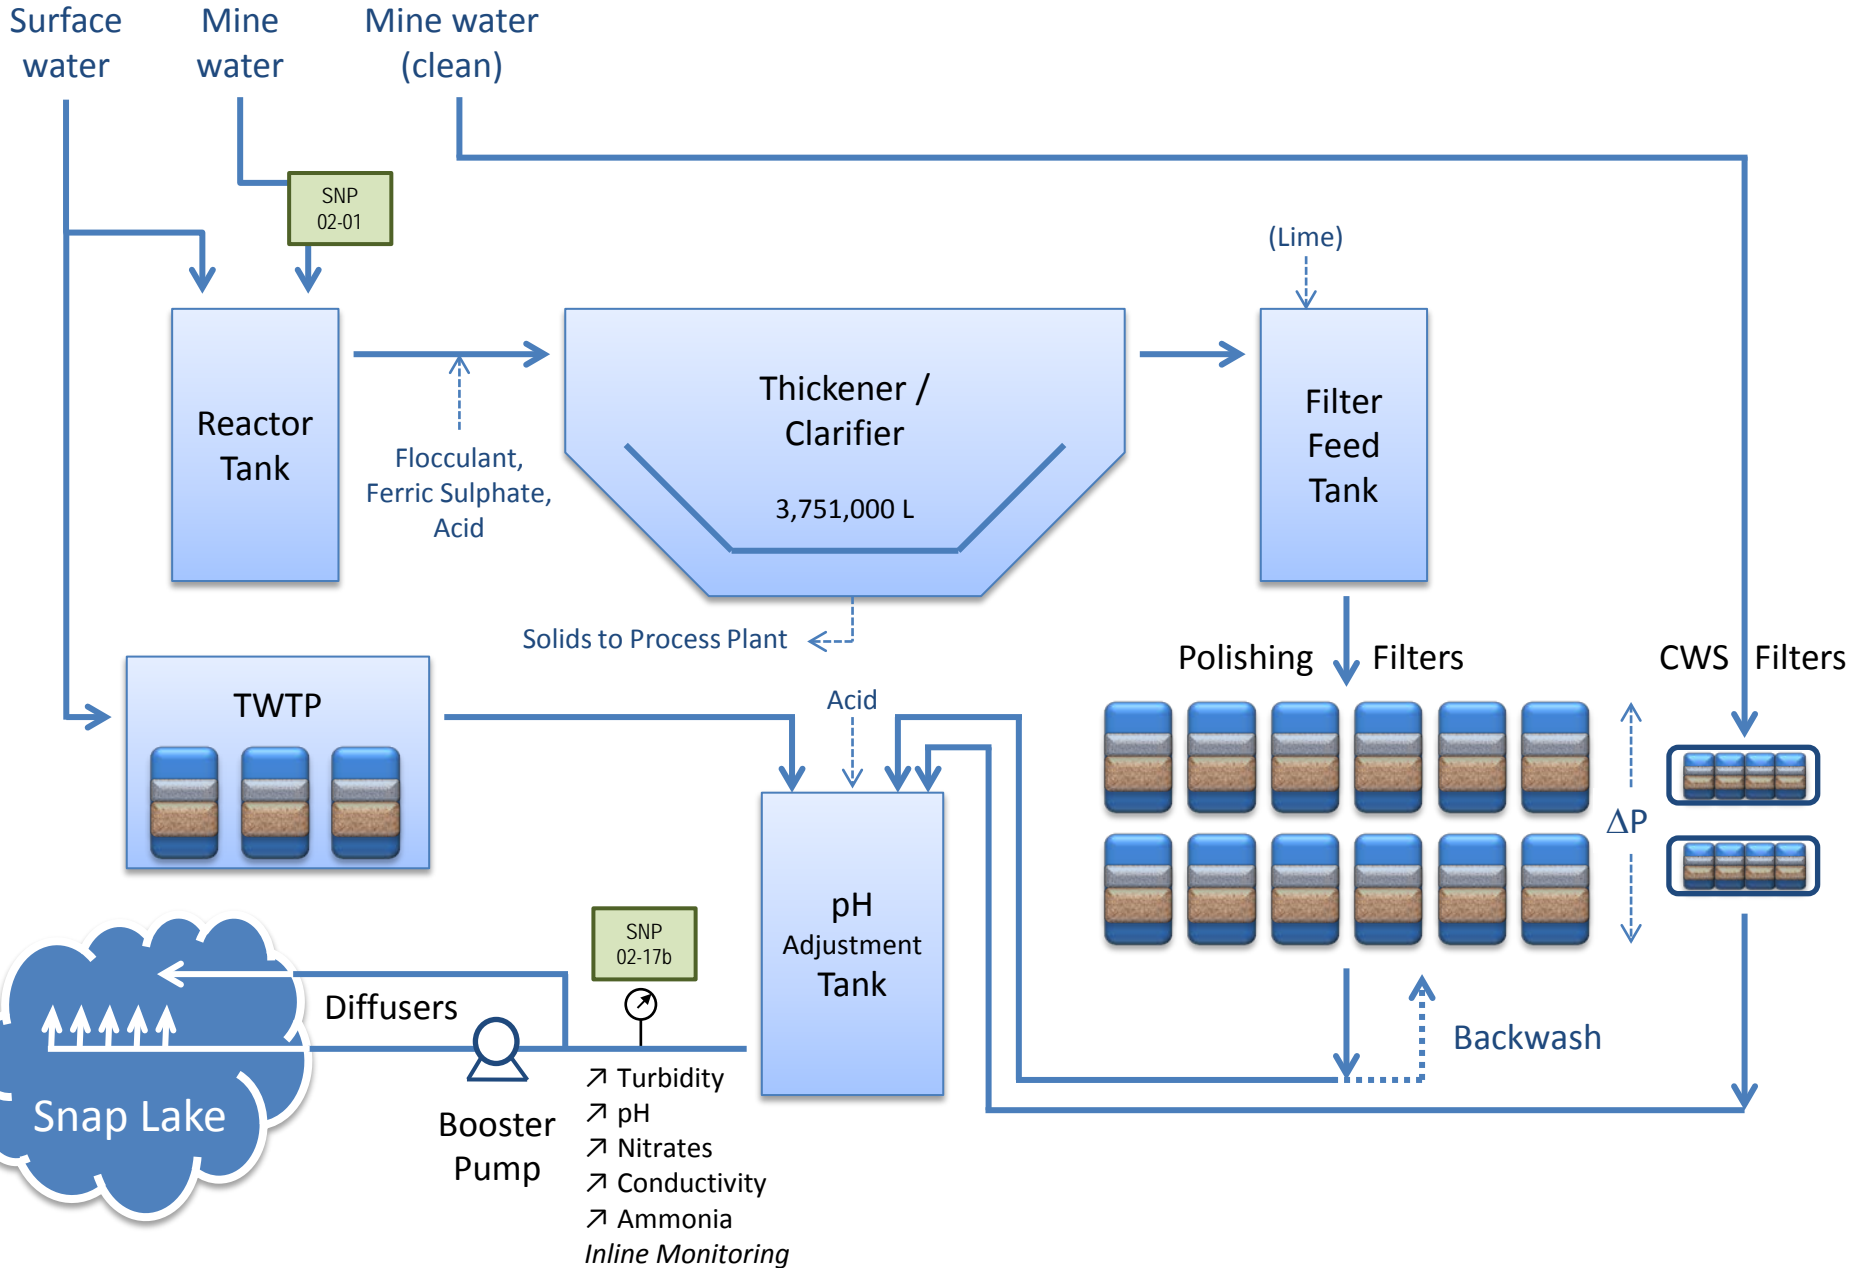 Surface
water
Mine
water
Mine water
(clean)
SNP
02-01
(Lime)
Reactor
Tank
Flocculant,
Ferric Sulphate,
Acid
Thickener /
Clarifier
3,751,000 L
Filter
Feed
Tank
Solids to Process Plant
Polishing Filters
CWS Filters
TWTP
Acid
ΔP
pH
Adjustment
Tank
SNP
02-17b
Diffusers
Backwash
Snap Lake
Booster
Pump
↗ Turbidity
↗ pH
↗ Nitrates
↗ Conductivity
↗ Ammonia
Inline Monitoring